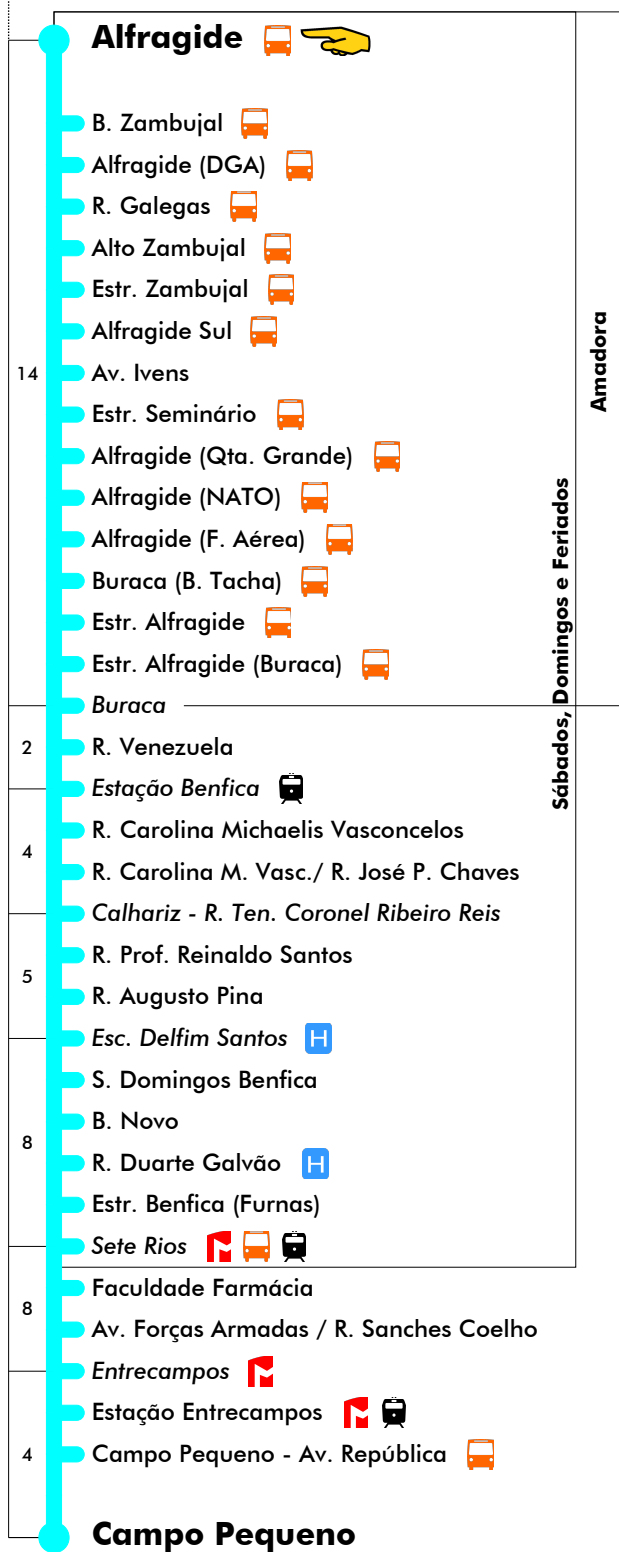 Alfragide
B. Zambujal
Alfragide (DGA)
R. Galegas
Alto Zambujal
Estr. Zambujal
Alfragide Sul
14
Av. Ivens
Estr. Seminário
Alfragide (Qta. Grande)
Alfragide (NATO)
Alfragide (F. Aérea)
Buraca (B. Tacha)
Estr. Alfragide
Estr. Alfragide (Buraca)
Buraca
2
R. Venezuela
Estação Benfica
R. Carolina Michaelis Vasconcelos
4
R. Carolina M. Vasc./ R. José P. Chaves
Calhariz - R. Ten. Coronel Ribeiro Reis
R. Prof. Reinaldo Santos
5
R. Augusto Pina
Esc. Delfim Santos
H
S. Domingos Benfica
B. Novo
8
R. Duarte Galvão
H
Estr. Benfica (Furnas)
Sete Rios
Faculdade Farmácia
8
Av. Forças Armadas / R. Sanches Coelho
Entrecampos
Estação Entrecampos
4
Campo Pequeno - Av. República
Campo Pequeno
Sábados, Domingos e Feriados
Amadora